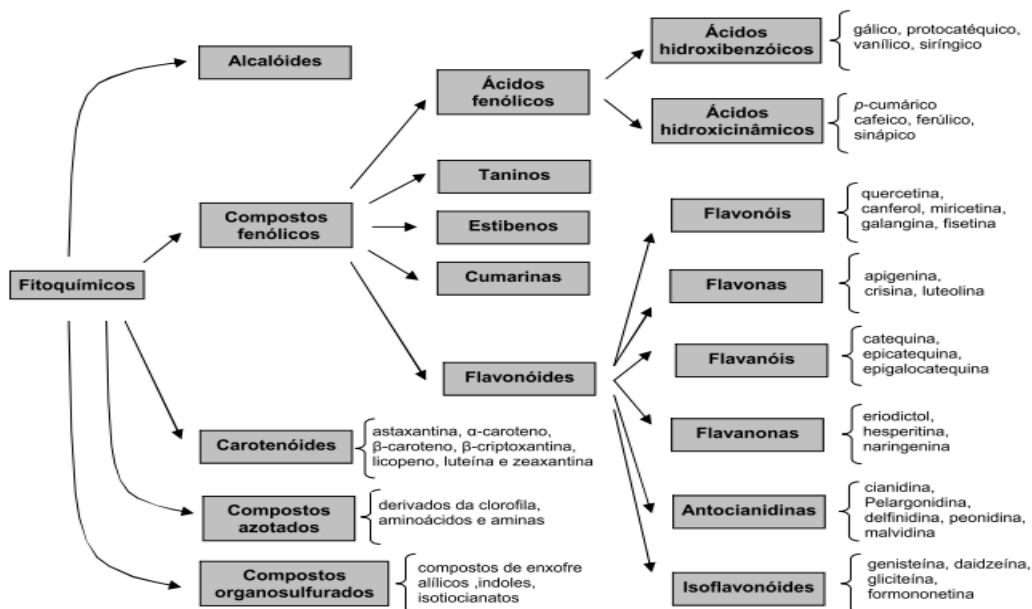 Fitoquímicos
Alcalóides
Compostos
fenólicos
Ácidos
fenólicos
Ácidos
hidroxibenzóicos
gálico, protocatéquico,
vanílico, siríngico
Ácidos
hidroxicinâmicos
p-cumárico
cafeico, ferúlico,
sinápico
Taninos
Estibenos
Cumarinas
Flavonóides
Flavonóis
quercetina,
canferol, miricetina,
galangina, fisetina
Flavonas
apigenina,
crisina, luteolina
Flavanóis
catequina,
epicatequina,
epigalocatequina
Flavanonas
eriodictol,
hesperitina,
naringenina
Antocianidinas
cianidina,
Pelargonidina,
delfinidina, peonidina,
malvidina
Isoflavonóides
genisteína, daidzeína,
gliciteína,
formononetina
Carotenóides
astaxantina, α-caroteno,
β-caroteno, β-criptoxantina,
licopeno, luteína e zeaxantina
Compostos
azotados
derivados da clorofila,
aminoácidos e aminas
Compostos
organosulfurados
compostos de enxofre
alílicos ,indoles,
isotiocianatos